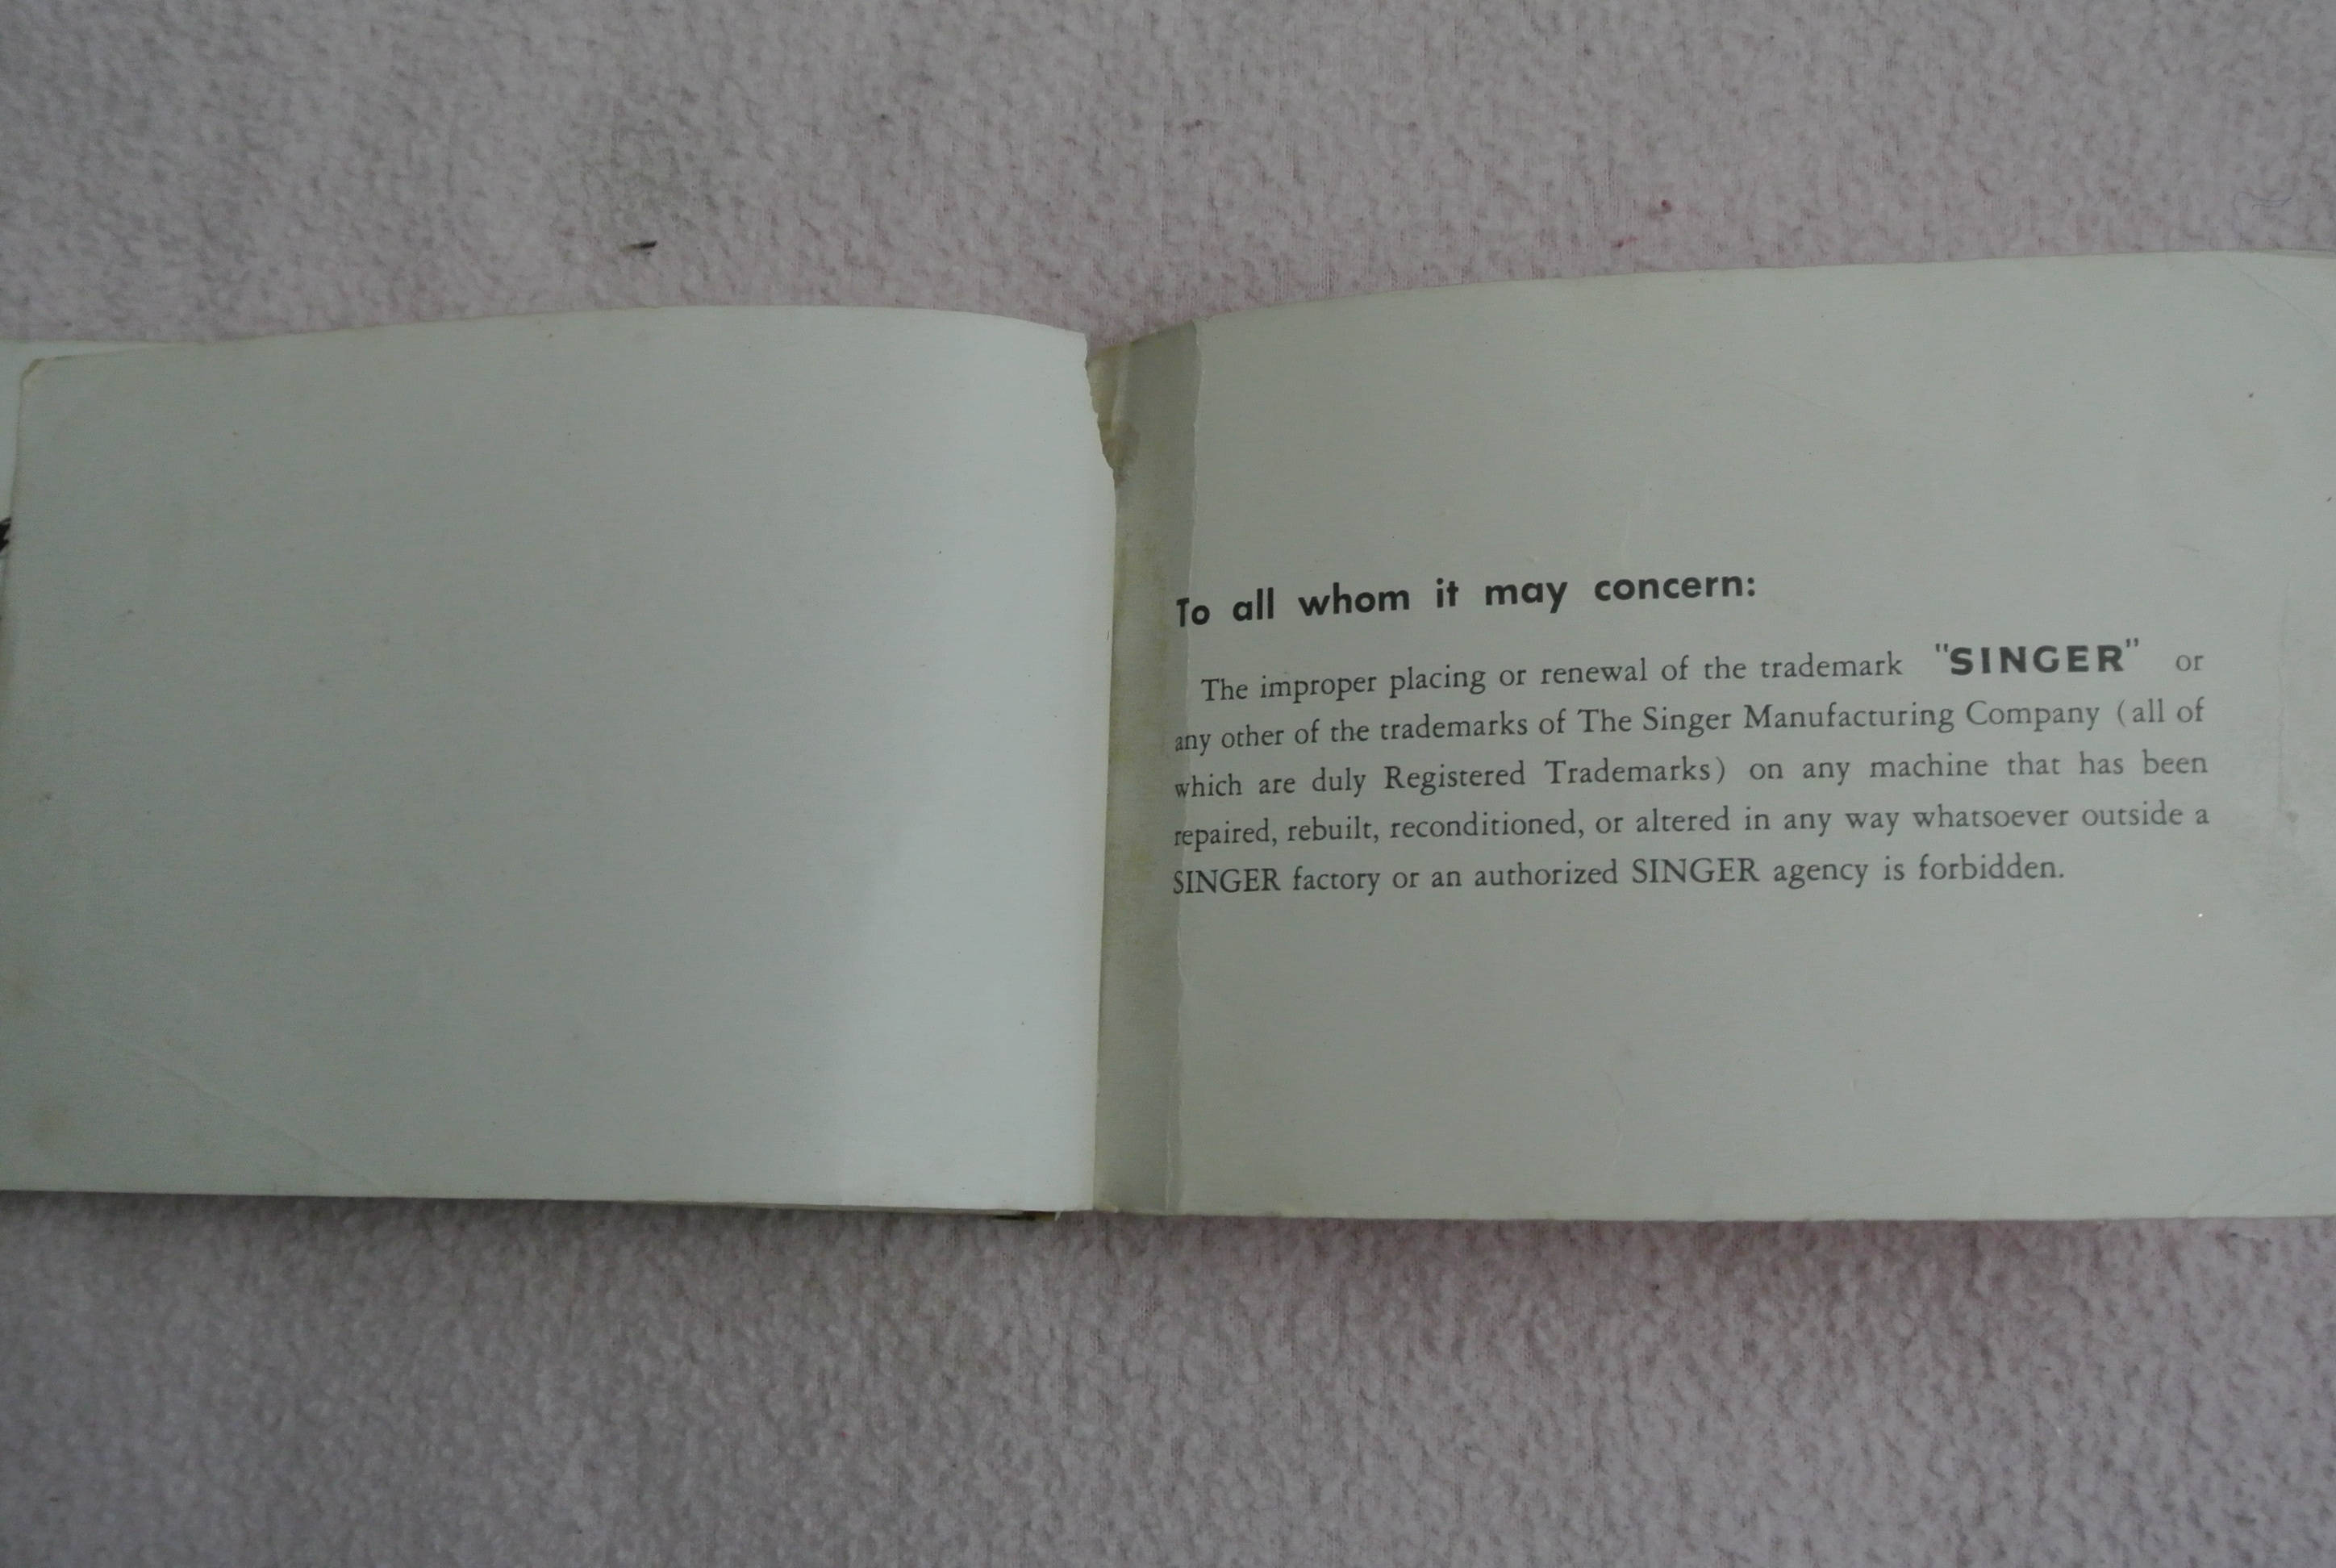 To all whom it may concern:
The improper placing or renewal of the trademark "SINGER" or
any other of the trademarks of The Singer Manufacturing Company (all of
which are duly Registered Trademarks) on any machine that has been
repaired, rebuilt, reconditioned, or altered in any way whatsoever outside a
SINGER factory or an authorized SINGER agency is forbidden.